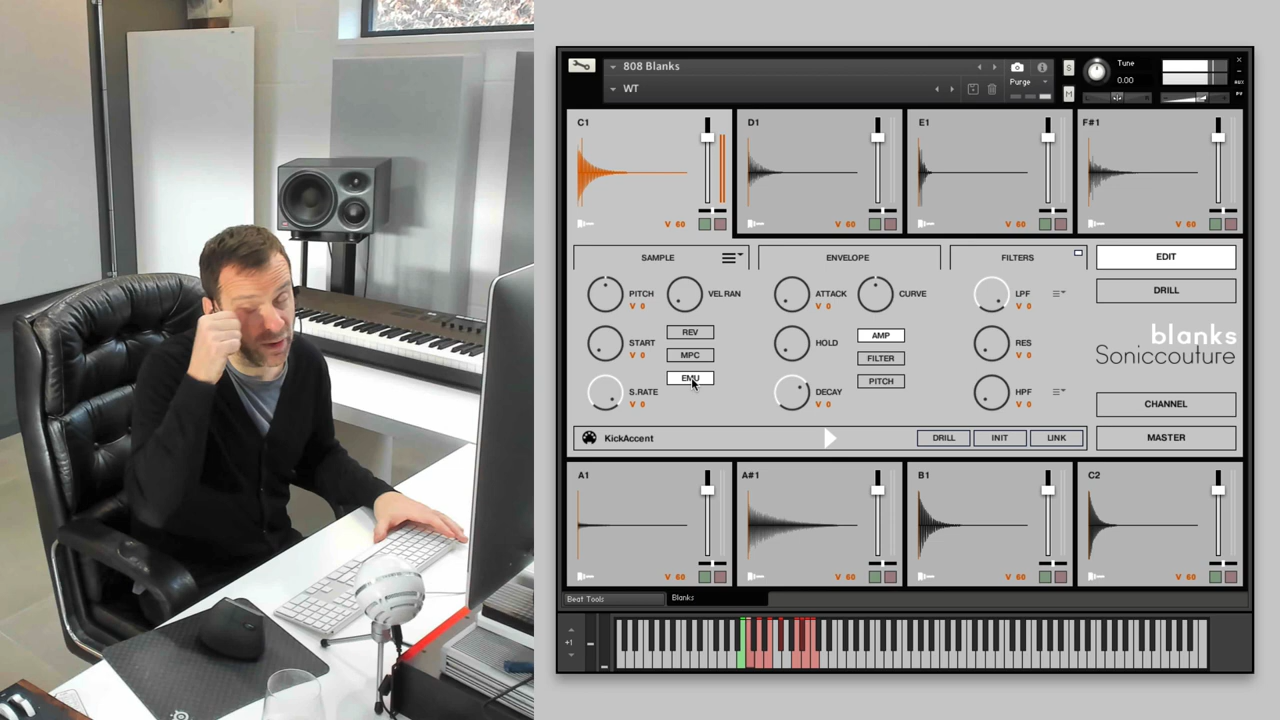 808 Blanks
Purge
WT
S
M
Tune
0.00
aux
PV
C1
V 60
D1
V 60
E1
V 60
F#1
V 60
SAMPLE
ENVELOPE
FILTERS
EDIT
PITCH
V 0
VEL RAN
ATTACK
V 0
CURVE
LPF
V 0
DRILL
START
V 0
REV
MPC
EMU
HOLD
AMP
FILTER
PITCH
RES
V 0
blanks
Soniccouture
S.RATE
V 0
DECAY
V 0
HPF
V 0
CHANNEL
KickAccent
DRILL
INIT
LINK
MASTER
A1
V 60
A#1
V 60
B1
V 60
C2
V 60
Beat Tools
Blanks
+1